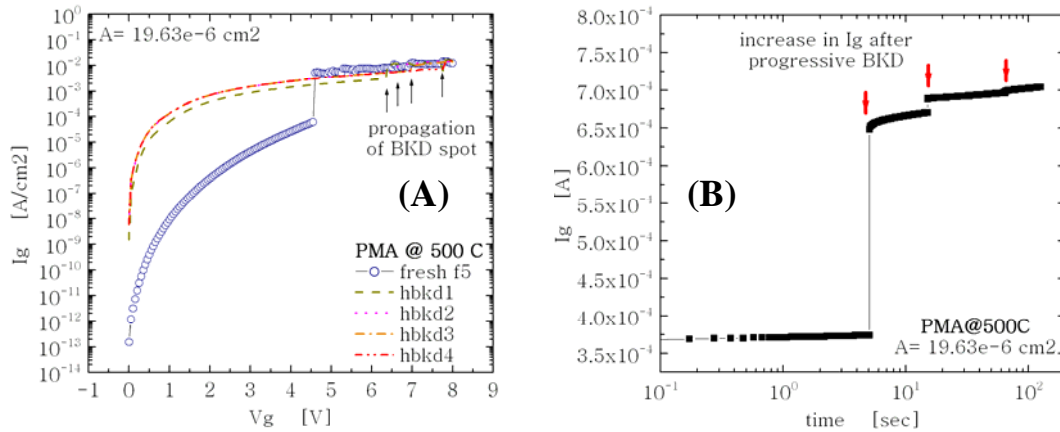 A= 19.63e-6 cm2
10^0
10^-1
10^-2
10^-3
10^-4
10^-5
10^-6
10^-7
10^-8
10^-9
10^-10
10^-11
10^-12
10^-13
10^-14
Ig [A/cm2]
propagation
of BKD spot
(A)
PMA @ 500 C
fresh f5
hbkd1
hbkd2
hbkd3
hbkd4
-1 0 1 2 3 4 5 6 7 8 9
Vg [V]
8.0x10^-4
7.5x10^-4
7.0x10^-4
6.5x10^-4
6.0x10^-4
5.5x10^-4
5.0x10^-4
4.5x10^-4
4.0x10^-4
3.5x10^-4
Ig [A]
increase in Ig after
progressive BKD
(B)
PMA@500C
A= 19.63e-6 cm2.
10^-1 10^0 10^1 10^2
time [sec]